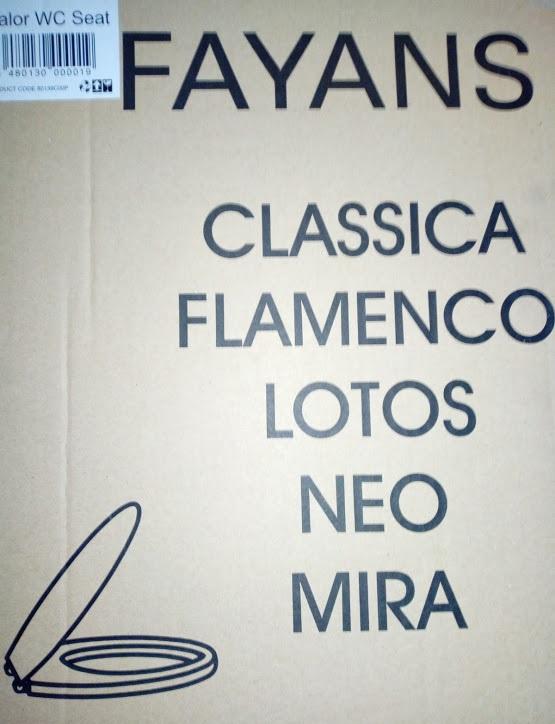 alor WC Seat
480130 000019
FAYANS
CLASSICA
FLAMENCO
LOTOS
NEO
MIRA